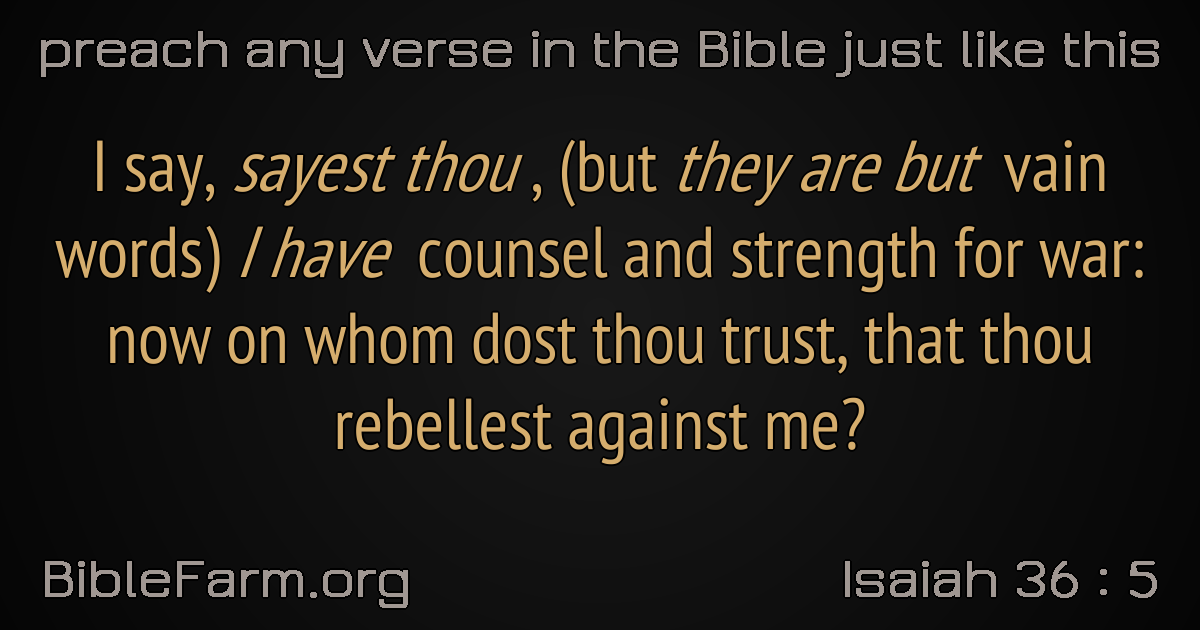 preach any verse in the Bible just like this
I say, sayest thou , (but they are but vain
words) I have counsel and strength for war:
now on whom dost thou trust, that thou
rebellest against me?
BibleFarm.org
Isaiah 36 : 5